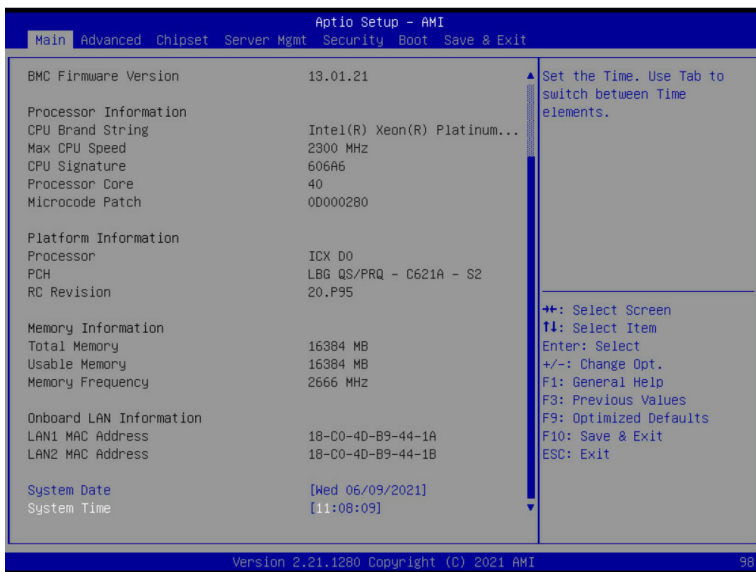 Aptio Setup - AMI
Main Advanced Chipset Server Mgmt Security Boot Save & Exit
BMC Firmware Version 13.01.21
Processor Information
CPU Brand String Intel(R) Xeon(R) Platinum...
Max CPU Speed 2300 MHz
CPU Signature 606A6
Processor Core 40
Microcode Patch 0D000280
Platform Information
Processor ICX D0
PCH LBG QS/PRQ - C621A - S2
RC Revision 20.P95
Memory Information
Total Memory 16384 MB
Usable Memory 16384 MB
Memory Frequency 2666 MHz
Onboard LAN Information
LAN1 MAC Address 18-C0-4D-B9-44-1A
LAN2 MAC Address 18-C0-4D-B9-44-1B
System Date [Wed 06/09/2021]
System Time [11:08:09]
Set the Time. Use Tab to
switch between Time
elements.
→←: Select Screen
↑↓: Select Item
Enter: Select
+/-: Change Opt.
F1: General Help
F3: Previous Values
F9: Optimized Defaults
F10: Save & Exit
ESC: Exit
Version 2.21.1280 Copyright (C) 2021 AMI
98